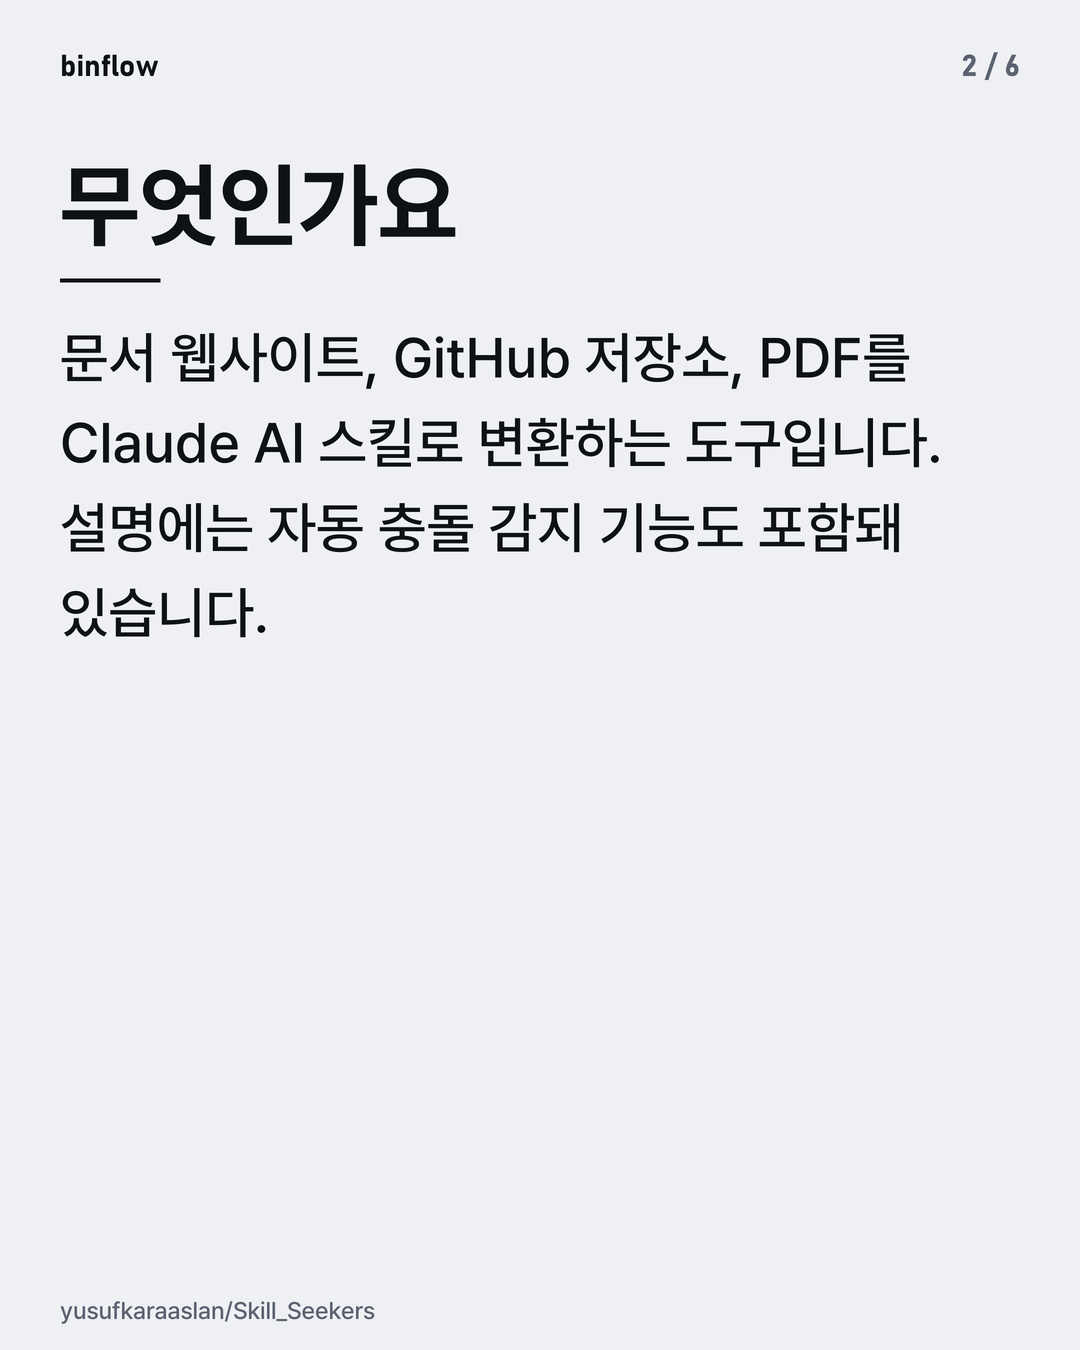 binflow
2 / 6
무엇인가요
문서 웹사이트, GitHub 저장소, PDF를
Claude AI 스킬로 변환하는 도구입니다.
설명에는 자동 충돌 감지 기능도 포함돼
있습니다.
yusufkaraaslan/Skill_Seekers